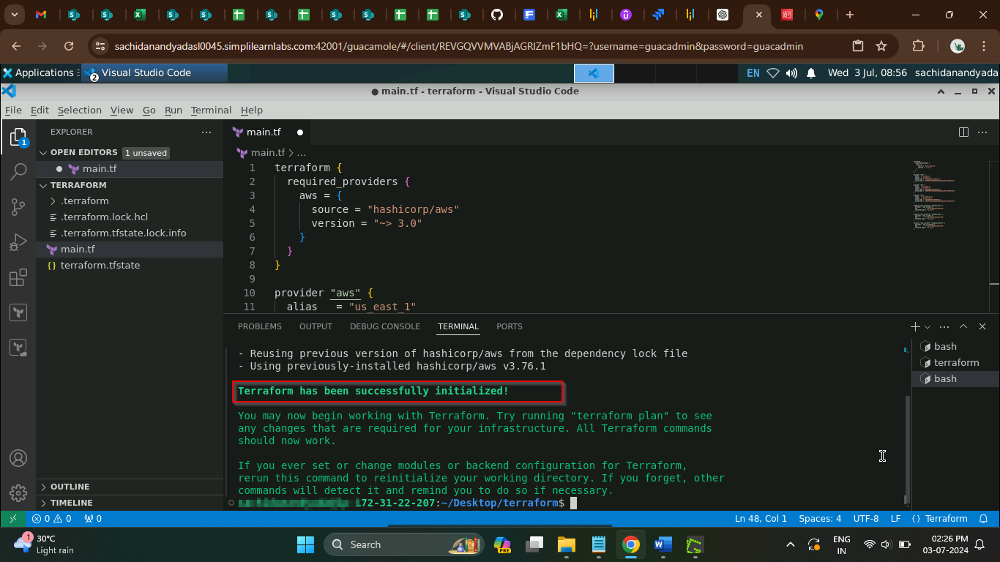 sachidanandyadasl0045.simplilearnlabs.com:42001/guacamole/#/client/REVGQVVMVABjAGRlZmF1bHQ=?username=guacadmin&password=guacadmin
Applications
2
Visual Studio Code
EN
Wed 3 Jul, 08:56 sachidanandyada
● main.tf - terraform - Visual Studio Code
File Edit Selection View Go Run Terminal Help
1
EXPLORER
OPEN EDITORS 1 unsaved
main.tf
TERRAFORM
.terraform
.terraform.lock.hcl
.terraform.tfstate.lock.info
main.tf
terraform.tfstate
OUTLINE
TIMELINE
main.tf
main.tf > ...
1 terraform {
2 required_providers {
3 aws = {
4 source = "hashicorp/aws"
5 version = "~> 3.0"
6 }
7 }
8 }
9
10 provider "aws" {
11 alias = "us_east_1"
PROBLEMS OUTPUT DEBUG CONSOLE TERMINAL PORTS
- Reusing previous version of hashicorp/aws from the dependency lock file
- Using previously-installed hashicorp/aws v3.76.1
Terraform has been successfully initialized!
You may now begin working with Terraform. Try running "terraform plan" to see
any changes that are required for your infrastructure. All Terraform commands
should now work.
If you ever set or change modules or backend configuration for Terraform,
rerun this command to reinitialize your working directory. If you forget, other
commands will detect it and remind you to do so if necessary.
172-31-22-207:~/Desktop/terraform$
bash
terraform
bash
0 0 0 Ln 48, Col 1 Spaces: 4 UTF-8 LF {} Terraform
1
30°C
Light rain
Search
PRE
ENG
IN
02:26 PM
03-07-2024